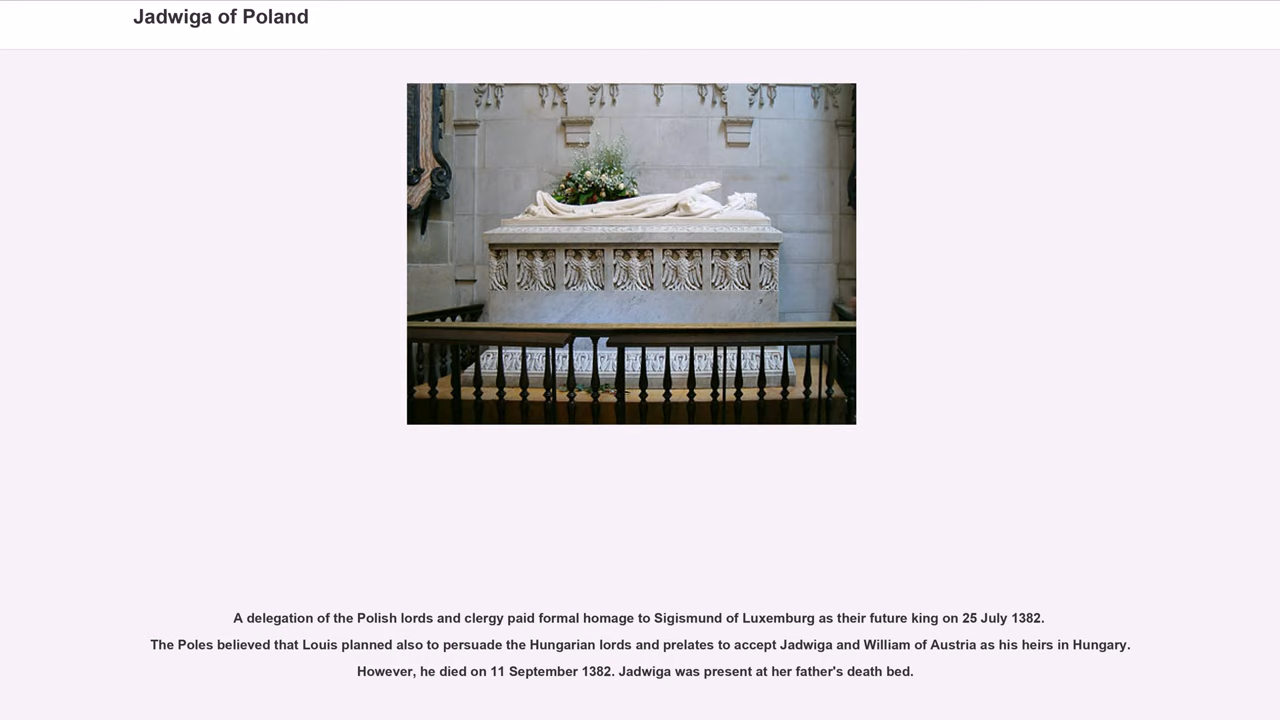 Jadwiga of Poland
A delegation of the Polish lords and clergy paid formal homage to Sigismund of Luxemburg as their future king on 25 July 1382.
The Poles believed that Louis planned also to persuade the Hungarian lords and prelates to accept Jadwiga and William of Austria as his heirs in Hungary.
However, he died on 11 September 1382. Jadwiga was present at her father's death bed.